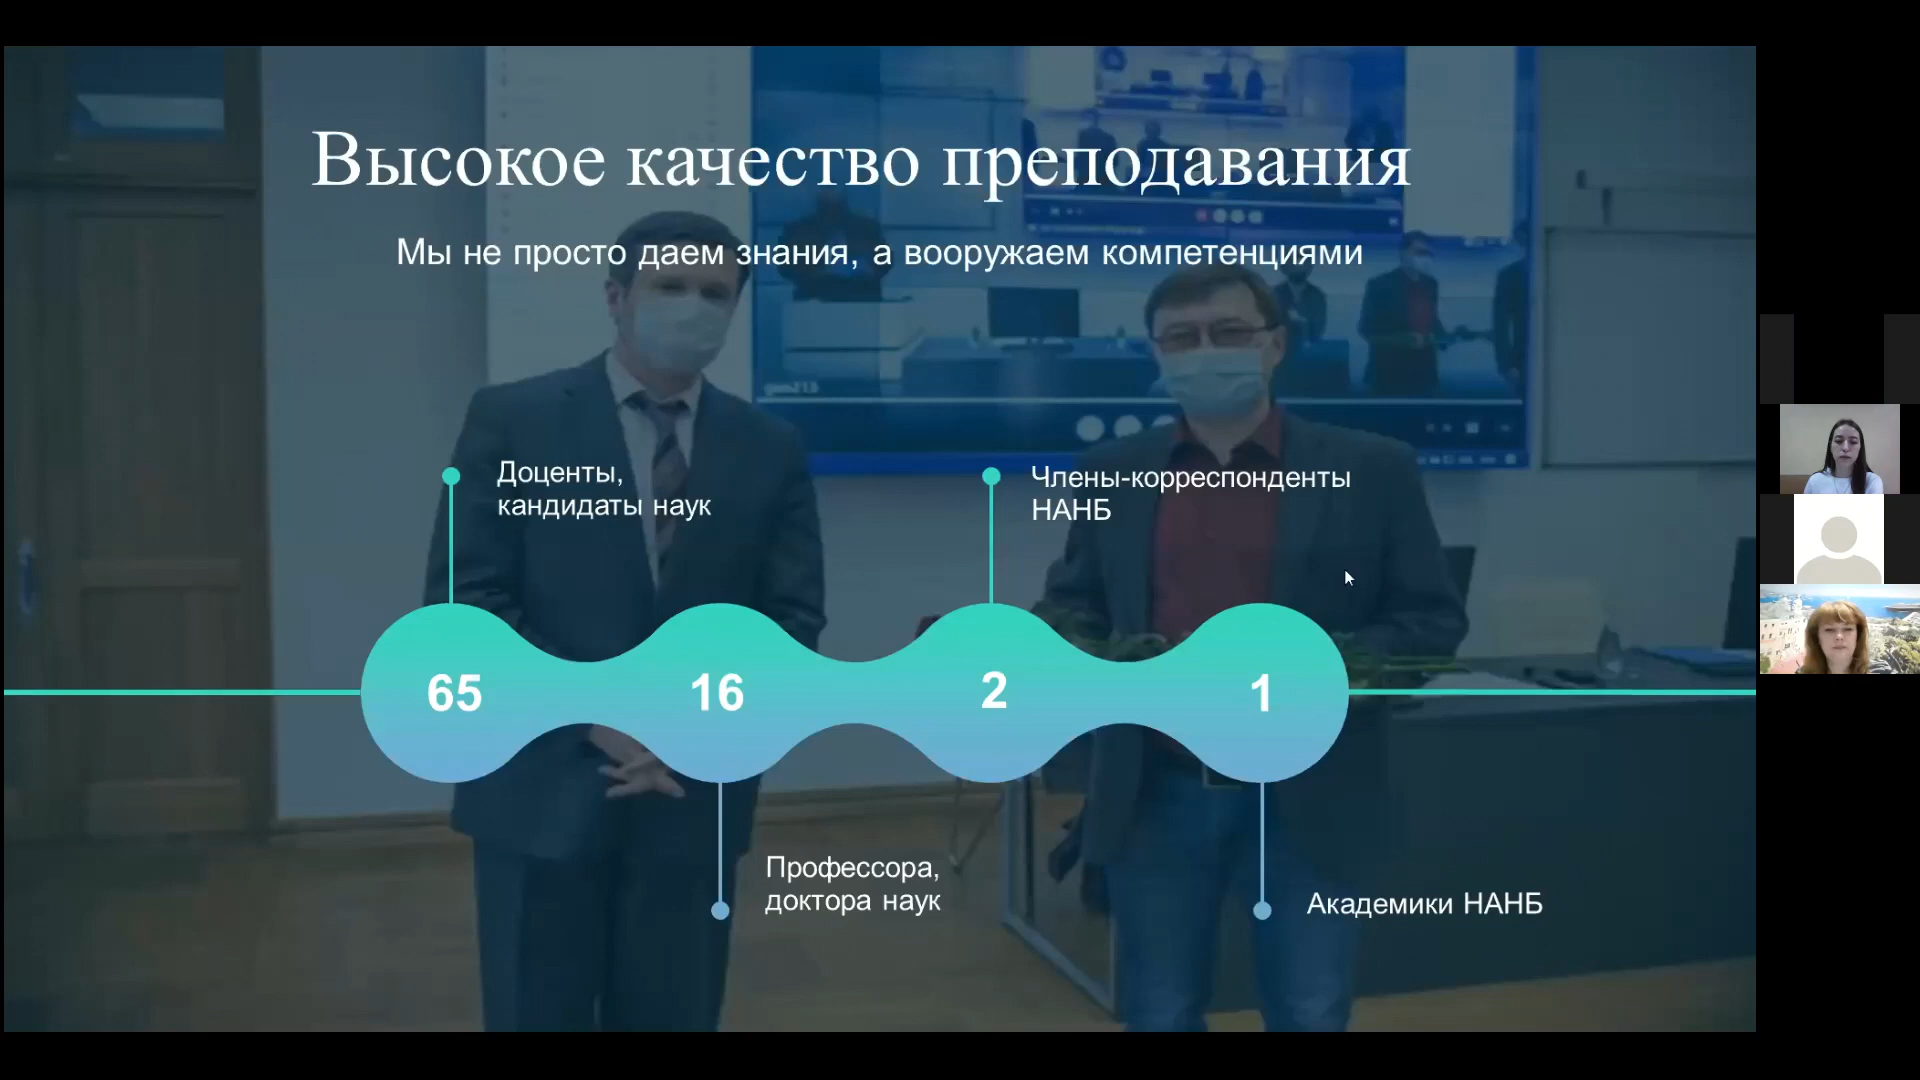 Высокое качество преподавания
Мы не просто даем знания, а вооружаем компетенциями
Доценты,
кандидаты наук
Члены-корреспонденты
НАНБ
65
16
2
1
Профессора,
доктора наук
Академики НАНБ